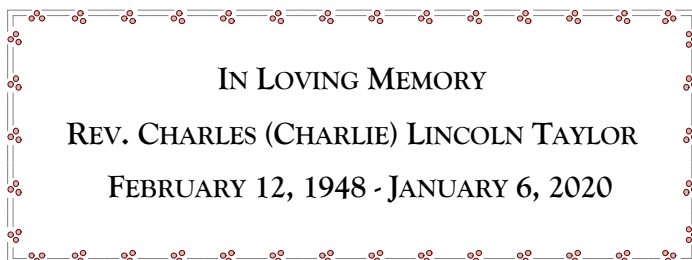 In Loving Memory
Rev. Charles (Charlie) Lincoln Taylor
February 12, 1948 - January 6, 2020